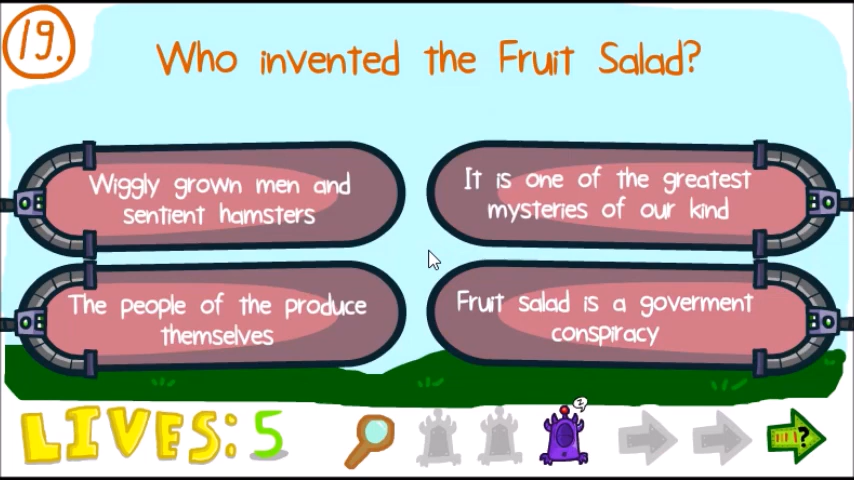 19.
Who invented the Fruit Salad?
Wiggly grown men and
sentient hamsters
It is one of the greatest
mysteries of our kind
The people of the produce
themselves
Fruit salad is a goverment
conspiracy
LIVES: 5
z
?